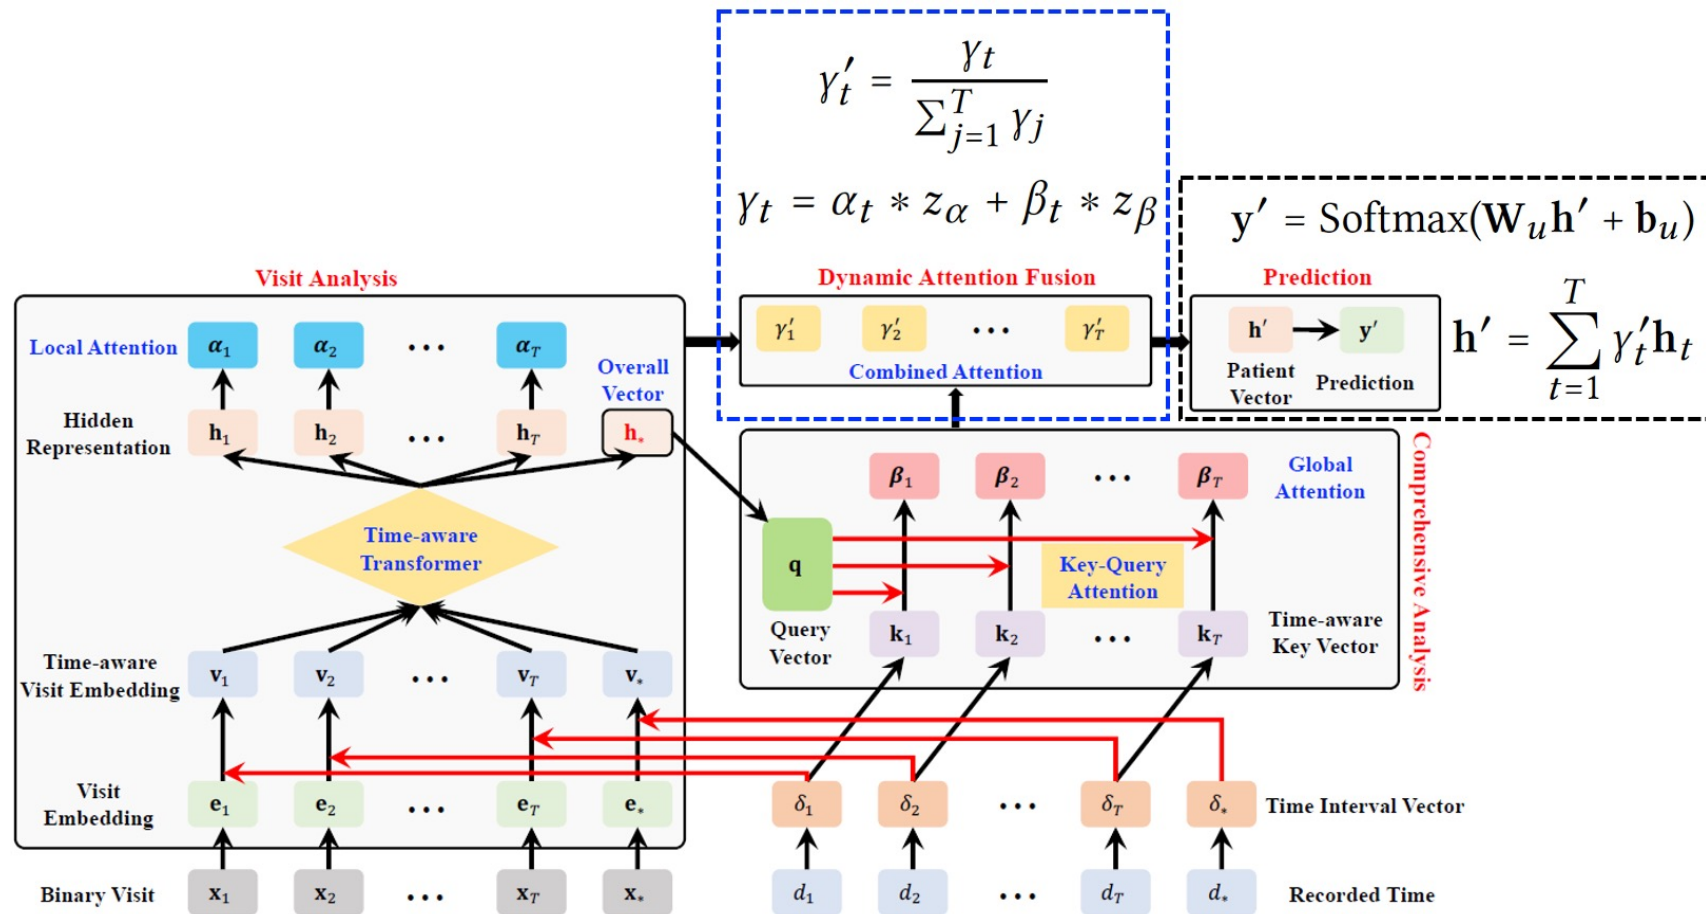 γ′_t = γ_t / ∑_{j=1}^{T} γ_j
γ_t = α_t * z_α + β_t * z_β
y′ = Softmax(W_u h′ + b_u)
h′ = ∑_{t=1}^{T} γ′_t h_t
Visit Analysis
Local Attention
α_1 α_2 ··· α_T
Overall
Vector
Hidden
Representation
h_1 h_2 ··· h_T h_*
Time-aware
Transformer
Time-aware
Visit Embedding
v_1 v_2 ··· v_T v_*
Visit
Embedding
e_1 e_2 ··· e_T e_*
Binary Visit
x_1 x_2 ··· x_T x_*
Dynamic Attention Fusion
γ′_1 γ′_2 ··· γ′_T
Combined Attention
Prediction
h′ y′
Patient
Vector
Prediction
Comprehensive Analysis
β_1 β_2 ··· β_T
Global
Attention
q
Key-Query
Attention
Query
Vector
k_1 k_2 ··· k_T
Time-aware
Key Vector
δ_1 δ_2 ··· δ_T δ_*
Time Interval Vector
d_1 d_2 ··· d_T d_*
Recorded Time